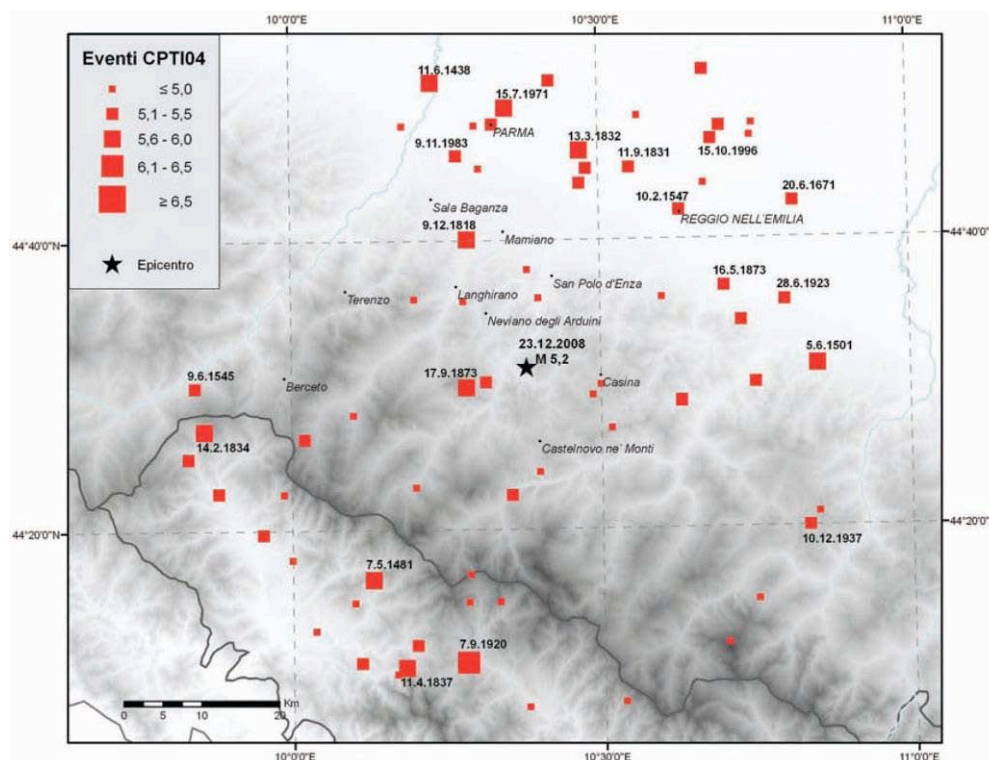 10°0'0"E
10°30'0"E
11°0'0"E
Eventi CPTI04
≤ 5,0
5,1 - 5,5
5,6 - 6,0
6,1 - 6,5
≥ 6,5
Epicentro
11.6.1438
15.7.1971
PARMA
9.11.1983
13.3.1832
11.9.1831
15.10.1996
10.2.1547
20.6.1671
REGGIO NELL'EMILIA
Sala Baganza
9.12.1818
Mamiano
44°40'0"N
44°40'0"
San Polo d'Enza
16.5.1873
28.6.1923
Terenzo
Langhirano
Neviano degli Arduini
23.12.2008
M 5,2
5.6.1501
17.9.1873
Casina
9.6.1545
Berceto
14.2.1834
Castelnovo ne' Monti
44°20'0"N
44°20'0"
10.12.1937
7.5.1481
7.9.1920
11.4.1837
Km
0 5 10 20
10°0'0"E
10°30'0"E
11°0'0"E